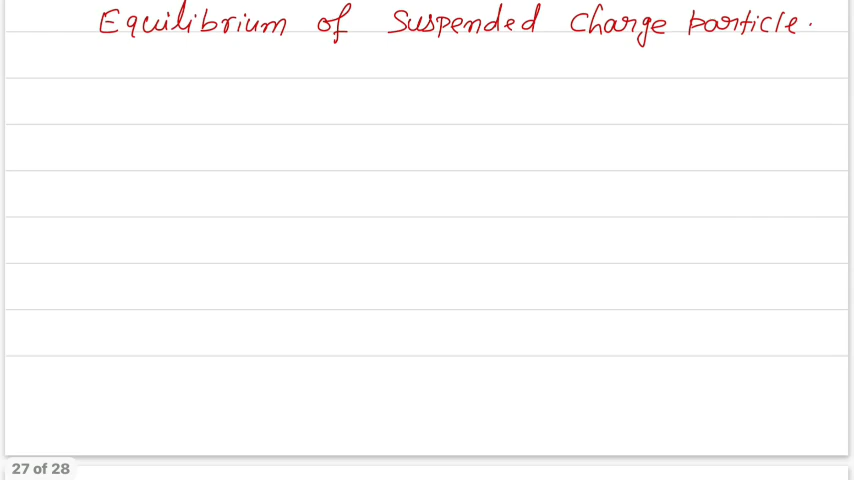 Equilibrium of Suspended Charge particle.
27 of 28